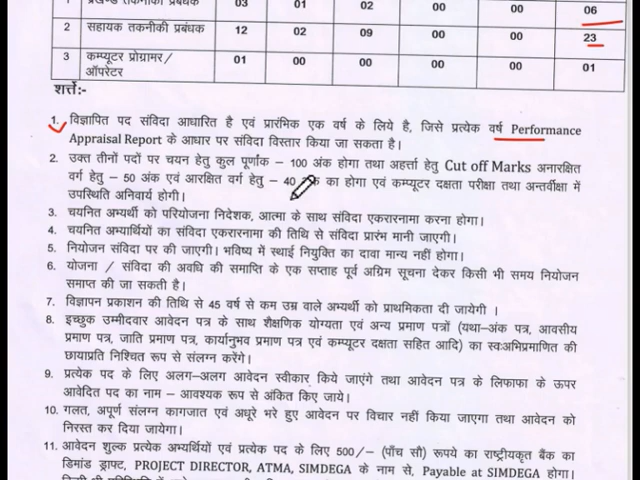 1 प्रखण्ड तकनीकी प्रबंधक 03 01 02 00 00 06
2 सहायक तकनीकी प्रबंधक 12 02 09 00 00 23
3 कम्प्यूटर प्रोग्रामर / 01 00 00 00 00 01
ऑपरेटर
शर्त्तें:-
1. विज्ञापित पद संविदा आधारित है एवं प्रारंभिक एक वर्ष के लिये है, जिसे प्रत्येक वर्ष Performance
Appraisal Report के आधार पर संविदा विस्तार किया जा सकता है।
2. उक्त तीनों पदों पर चयन हेतु कुल पूर्णांक – 100 अंक होगा तथा अहर्त्ता हेतु Cut off Marks अनारक्षित
वर्ग हेतु – 50 अंक एवं आरक्षित वर्ग हेतु – 40 का होगा एवं कम्प्यूटर दक्षता परीक्षा तथा अन्तर्वीक्षा में
उपस्थिति अनिवार्य होगी।
3. चयनित अभ्यर्थी को परियोजना निदेशक, आत्मा के साथ संविदा एकरारनामा करना होगा।
4. चयनित अभ्यार्थियों का संविदा एकरारनामा की तिथि से संविदा प्रारंभ मानी जाएगी।
5. नियोजन संविदा पर की जाएगी। भविष्य में स्थाई नियुक्ति का दावा मान्य नहीं होगा।
6. योजना / संविदा की अवधि की समाप्ति के एक सप्ताह पूर्व अग्रिम सूचना देकर किसी भी समय नियोजन
समाप्त की जा सकती है।
7. विज्ञापन प्रकाशन की तिथि से 45 वर्ष से कम उम्र वाले अभ्यर्थी को प्राथमिकता दी जायेगी ।
8. इच्छुक उम्मीदवार आवेदन पत्र के साथ शैक्षणिक योग्यता एवं अन्य प्रमाण पत्रों (यथा–अंक पत्र, आवसीय
प्रमाण पत्र, जाति प्रमाण पत्र, कार्यानुभव प्रमाण पत्र एवं कम्प्यूटर दक्षता सहित आदि) का स्वःअभिप्रमाणित की
छायाप्रति निश्चित रूप से संलग्न करेंगे।
9. प्रत्येक पद के लिए अलग–अलग आवेदन स्वीकार किये जाएंगे तथा आवेदन पत्र के लिफाफा के ऊपर
आवेदित पद का नाम – आवश्यक रूप से अंकित किए जाये।
10. गलत, अपूर्ण संलग्न कागजात एवं अधूरे भरे हुए आवेदन पर विचार नहीं किया जाएगा तथा आवेदन को
निरस्त कर दिया जायेगा।
11. आवेदन शुल्क प्रत्येक अभ्यर्थियों एवं प्रत्येक पद के लिए 500/– (पाँच सौ) रूपये का राष्ट्रीयकृत बैंक का
डिमांड ड्राफ्ट, PROJECT DIRECTOR, ATMA, SIMDEGA के नाम से, Payable at SIMDEGA होगा।